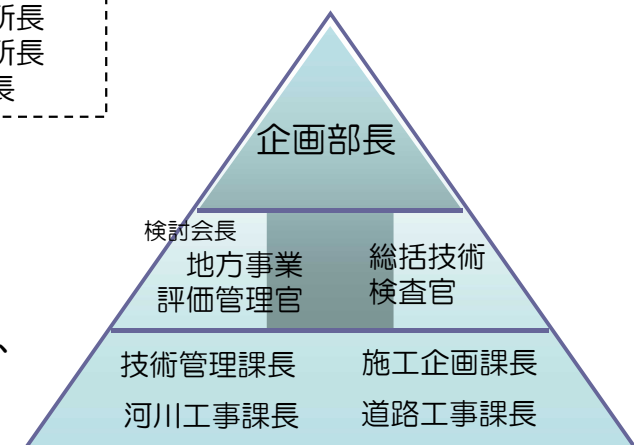 所長
所長
長
企画部長
検討会長
地方事業
評価管理官
総括技術
検査官
、
技術管理課長
施工企画課長
河川工事課長
道路工事課長